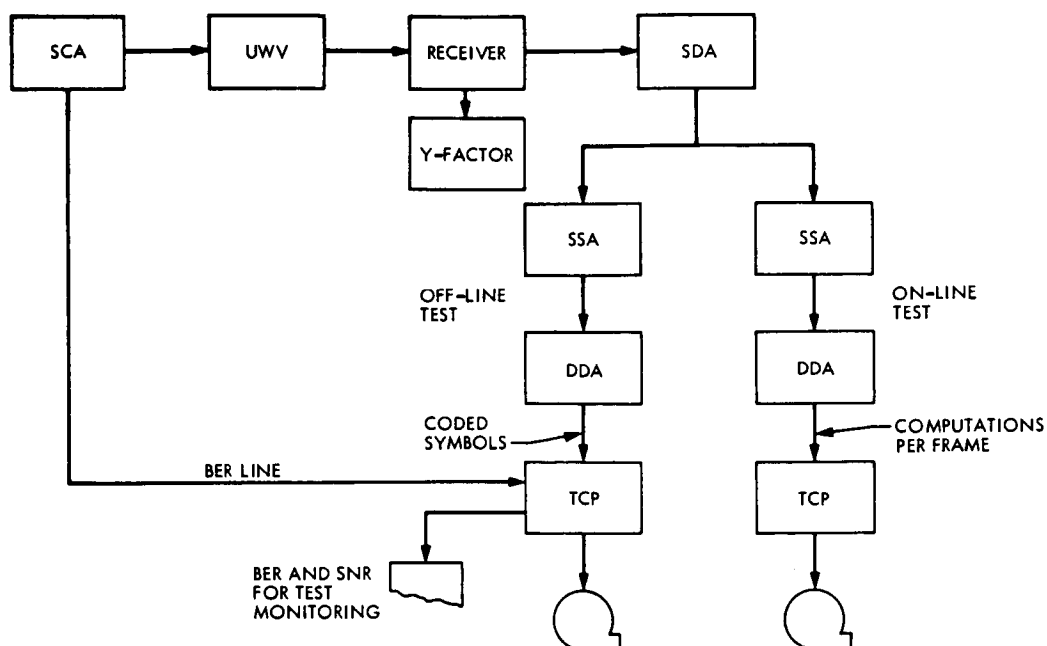 SCA
UWV
RECEIVER
SDA
Y-FACTOR
SSA
SSA
OFF-LINE
TEST
ON-LINE
TEST
DDA
DDA
CODED
SYMBOLS
COMPUTATIONS
PER FRAME
BER LINE
TCP
TCP
BER AND SNR
FOR TEST
MONITORING